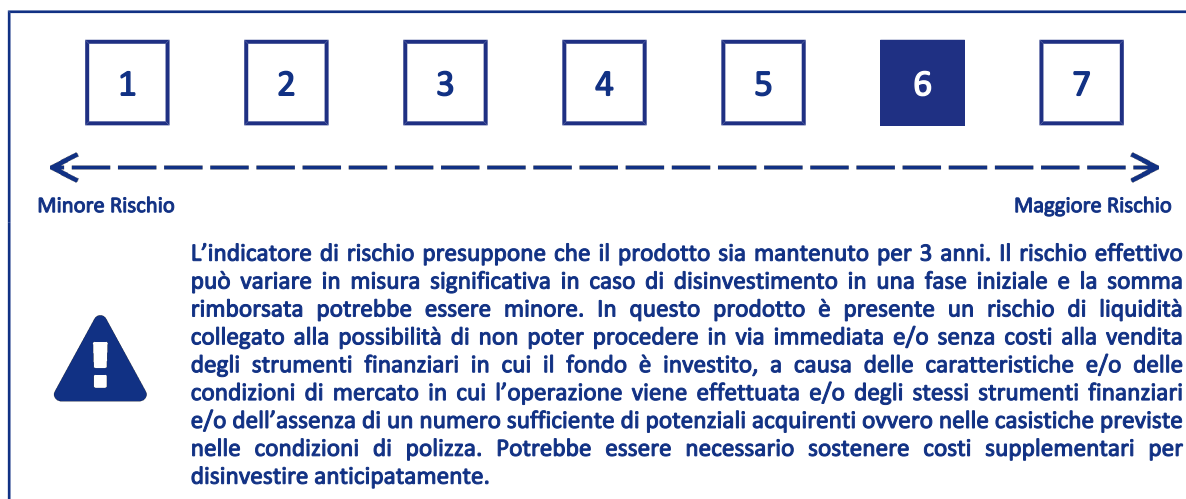 1 2 3 4 5 6 7
Minore Rischio Maggiore Rischio
L’indicatore di rischio presuppone che il prodotto sia mantenuto per 3 anni. Il rischio effettivo
può variare in misura significativa in caso di disinvestimento in una fase iniziale e la somma
rimborsata potrebbe essere minore. In questo prodotto è presente un rischio di liquidità
collegato alla possibilità di non poter procedere in via immediata e/o senza costi alla vendita
degli strumenti finanziari in cui il fondo è investito, a causa delle caratteristiche e/o delle
condizioni di mercato in cui l’operazione viene effettuata e/o degli stessi strumenti finanziari
e/o dell’assenza di un numero sufficiente di potenziali acquirenti ovvero nelle casistiche previste
nelle condizioni di polizza. Potrebbe essere necessario sostenere costi supplementari per
disinvestire anticipatamente.